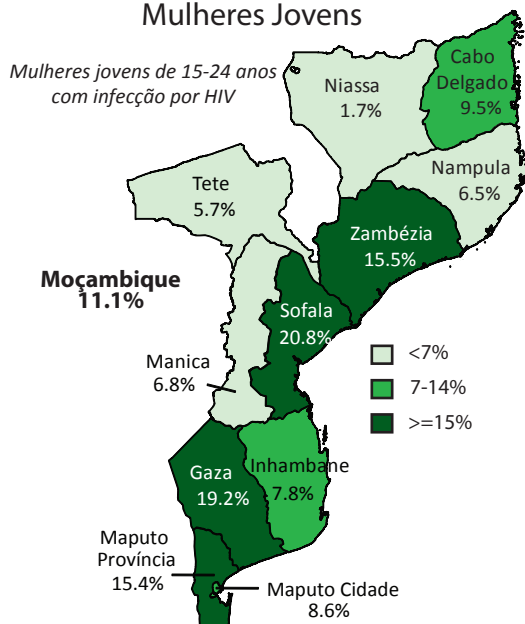 Mulheres Jovens
Mulheres jovens de 15-24 anos
com infecção por HIV
Niassa
1.7%
Cabo
Delgado
9.5%
Nampula
6.5%
Tete
5.7%
Zambézia
15.5%
Moçambique
11.1%
Sofala
20.8%
Manica
6.8%
<7%
7-14%
>=15%
Gaza
19.2%
Inhambane
7.8%
Maputo
Província
15.4%
Maputo Cidade
8.6%